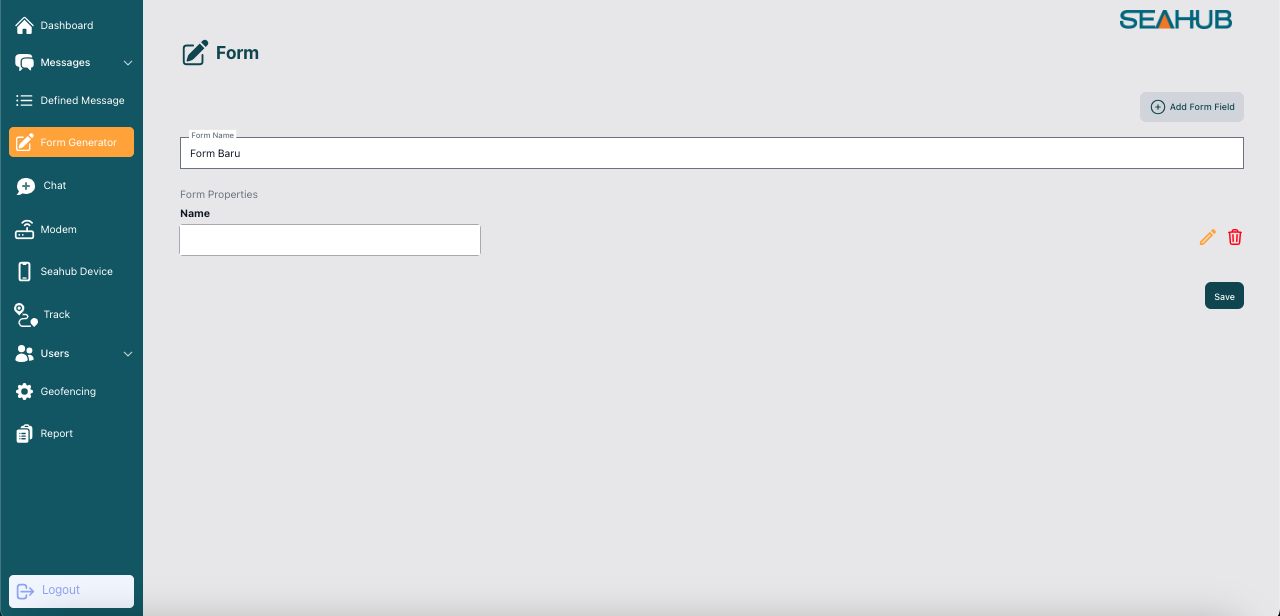 Dashboard
Messages
Defined Message
Form Generator
Chat
Modem
Seahub Device
Track
Users
Geofencing
Report
Logout
SEAHUB
Form
Add Form Field
Form Name
Form Baru
Form Properties
Name
Save